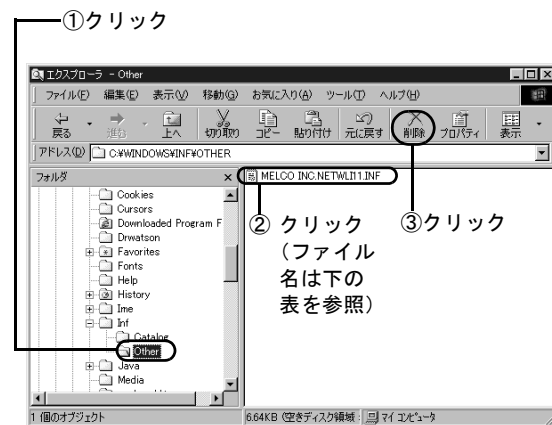 ①クリック
エクスプローラ - Other
ファイル(F) 編集(E) 表示(V) 移動(G) お気に入り(A) ツール(T) ヘルプ(H)
戻る 進む 上へ 切り取り コピー 貼り付け 元に戻す 削除 プロパティ 表示
アドレス(D) C:¥WINDOWS¥INF¥OTHER
フォルダ
MELCO INC.NETWLI11.INF
Cookies
Cursors
Downloaded Program F
Drwatson
Favorites
Fonts
Help
History
Ime
Inf
Catalog
Other
Java
Media
② クリック
（ファイル
名は下の
表を参照）
③クリック
1 個のオブジェクト
6.64KB (空きディスク領域:
マイ コンピュータ